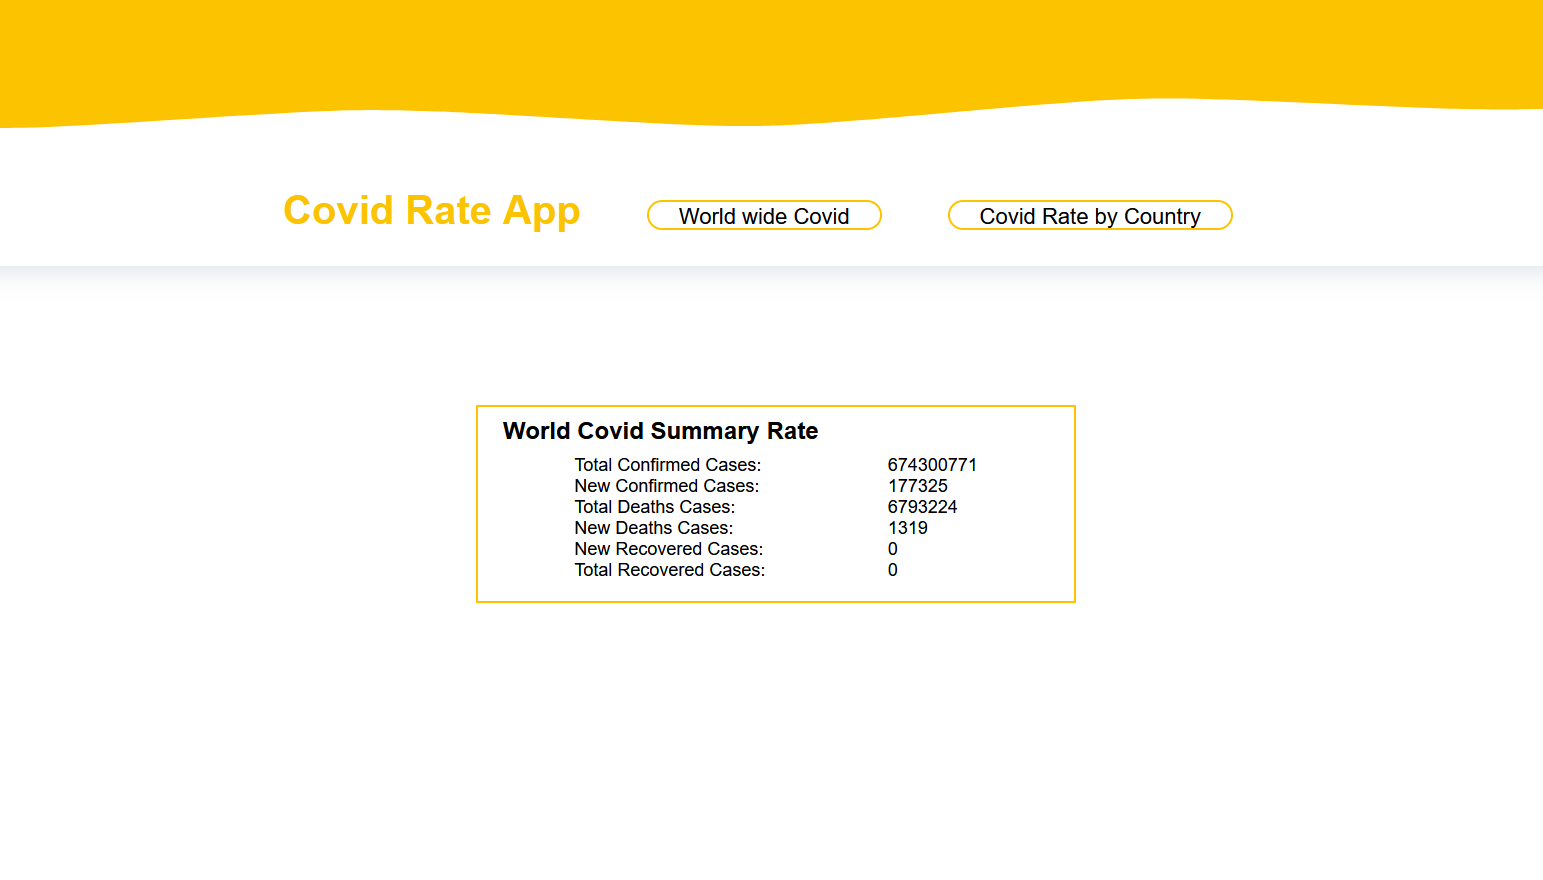 Covid Rate App
World wide Covid
Covid Rate by Country
World Covid Summary Rate
Total Confirmed Cases: 674300771
New Confirmed Cases: 177325
Total Deaths Cases: 6793224
New Deaths Cases: 1319
New Recovered Cases: 0
Total Recovered Cases: 0